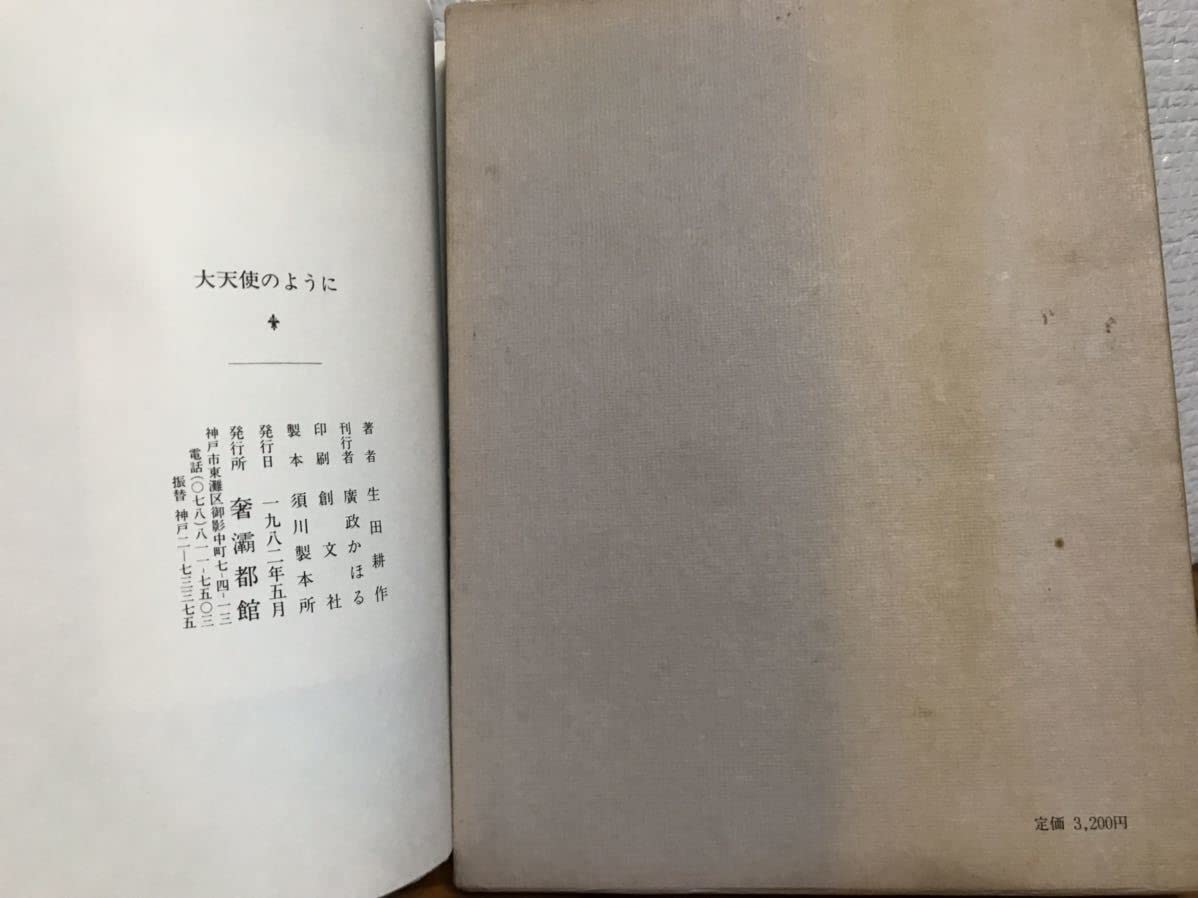 大天使のように
著者 生田耕作
刊行者 廣政かほる
印刷 創文社
製本 須川製本所
発行日 一九八二年五月
発行所 奢灞都館
神戸市東灘区御影中町七-四-一三
電話(〇七八)八一一-七五〇三
振替 神戸二-七三三七五
定価 3,200円